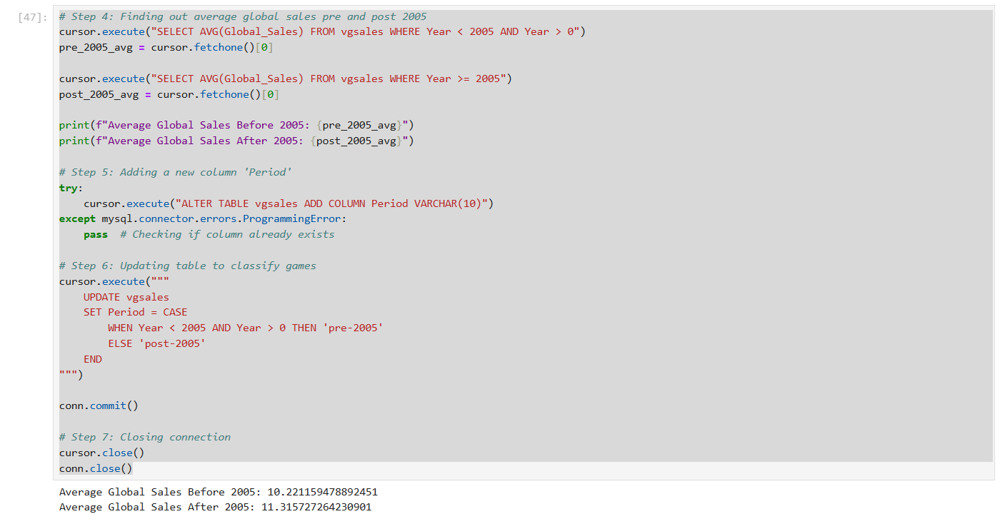 [47]:
# Step 4: Finding out average global sales pre and post 2005
cursor.execute("SELECT AVG(Global_Sales) FROM vgsales WHERE Year < 2005 AND Year > 0")
pre_2005_avg = cursor.fetchone()[0]

cursor.execute("SELECT AVG(Global_Sales) FROM vgsales WHERE Year >= 2005")
post_2005_avg = cursor.fetchone()[0]

print(f"Average Global Sales Before 2005: {pre_2005_avg}")
print(f"Average Global Sales After 2005: {post_2005_avg}")

# Step 5: Adding a new column 'Period'
try:
    cursor.execute("ALTER TABLE vgsales ADD COLUMN Period VARCHAR(10)")
except mysql.connector.errors.ProgrammingError:
    pass  # Checking if column already exists

# Step 6: Updating table to classify games
cursor.execute("""
    UPDATE vgsales
    SET Period = CASE
        WHEN Year < 2005 AND Year > 0 THEN 'pre-2005'
        ELSE 'post-2005'
    END
""")

conn.commit()

# Step 7: Closing connection
cursor.close()
conn.close()
Average Global Sales Before 2005: 10.221159478892451
Average Global Sales After 2005: 11.315727264230901